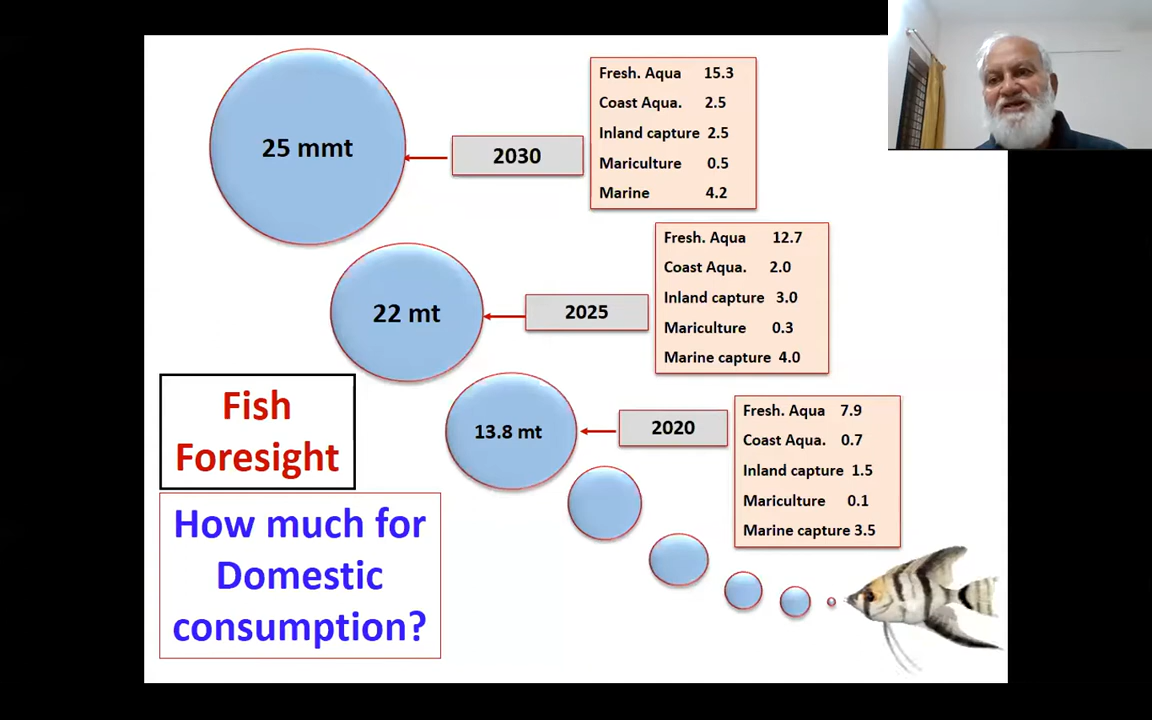 25 mmt
2030
Fresh. Aqua 15.3
Coast Aqua. 2.5
Inland capture 2.5
Mariculture 0.5
Marine 4.2
22 mt
2025
Fresh. Aqua 12.7
Coast Aqua. 2.0
Inland capture 3.0
Mariculture 0.3
Marine capture 4.0
13.8 mt
2020
Fresh. Aqua 7.9
Coast Aqua. 0.7
Inland capture 1.5
Mariculture 0.1
Marine capture 3.5
Fish
Foresight
How much for
Domestic
consumption?